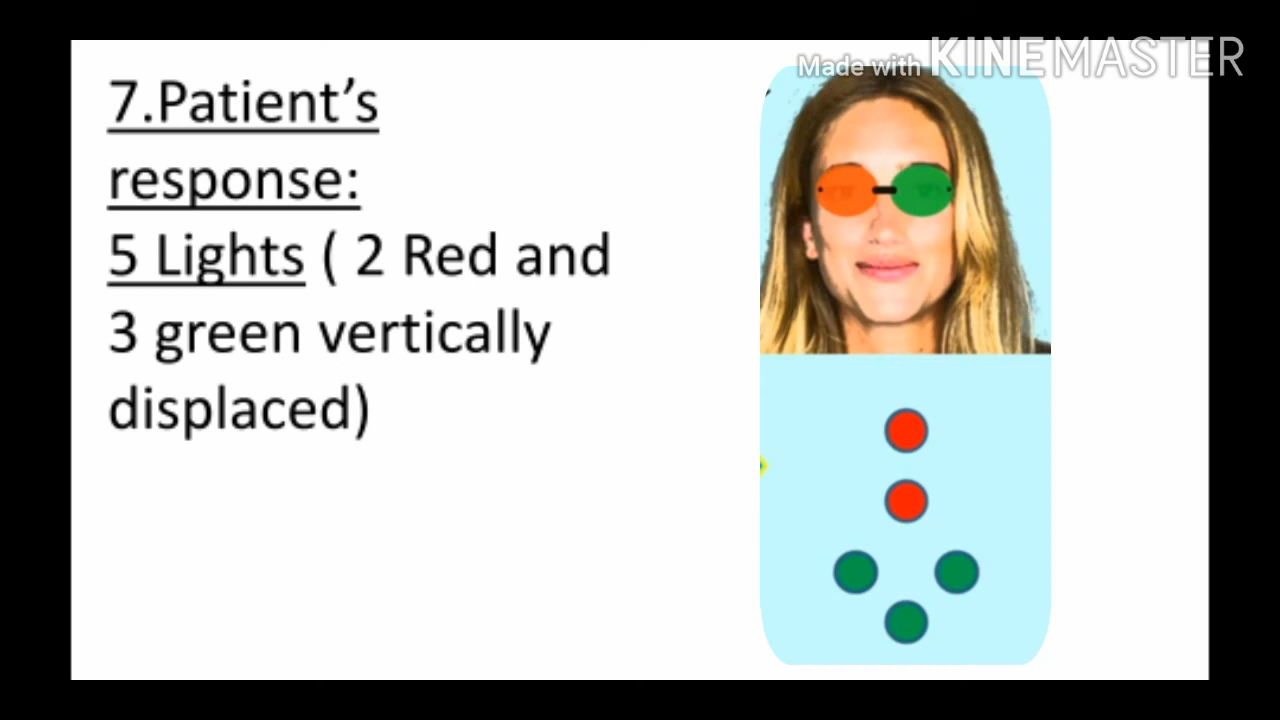 Made with KINEMASTER
7.Patient's
response:
5 Lights ( 2 Red and
3 green vertically
displaced)